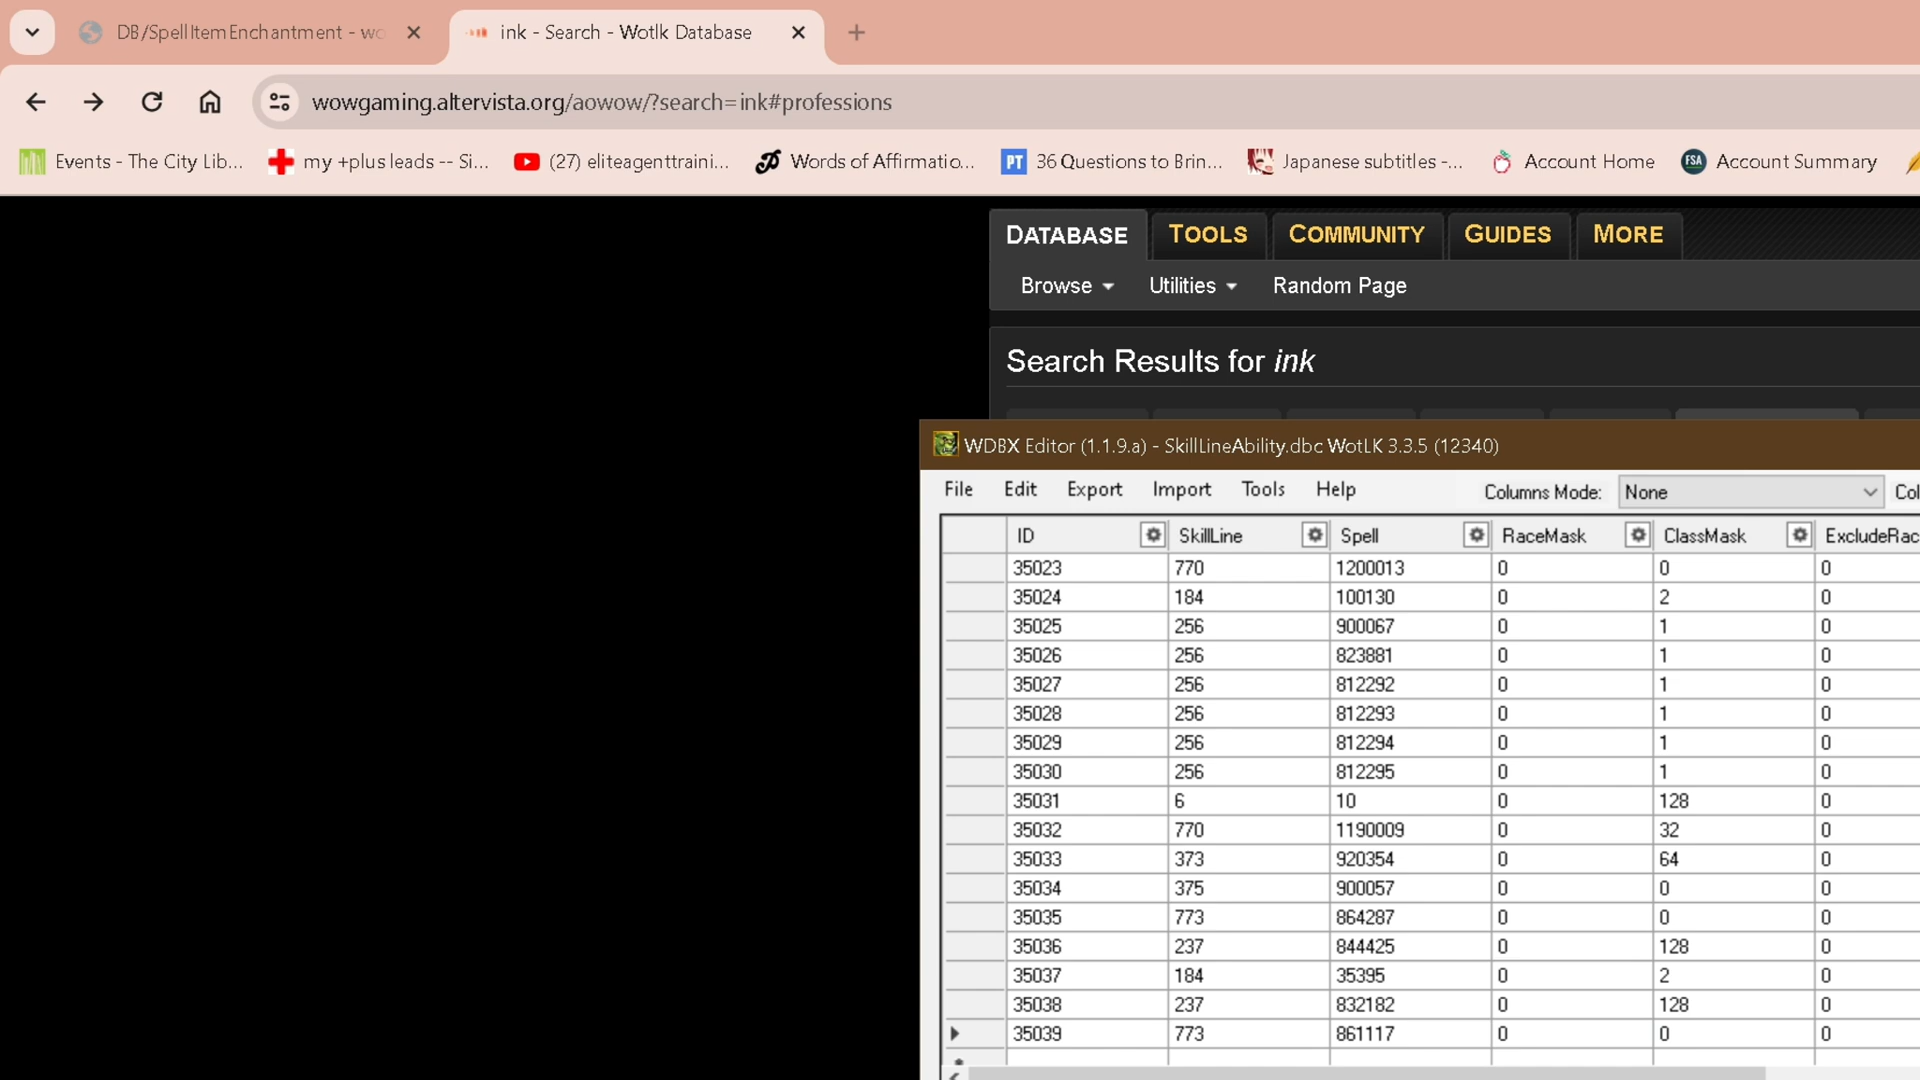 DB/SpellItemEnchantment - wo
ink - Search - Wotlk Database
wowgaming.altervista.org/aowow/?search=ink#professions
Events - The City Lib... my +plus leads -- Si... (27) eliteagenttraini... Words of Affirmatio... PT 36 Questions to Brin... Japanese subtitles -... Account Home FSA Account Summary
DATABASE TOOLS COMMUNITY GUIDES MORE
Browse Utilities Random Page
Search Results for ink
WDBX Editor (1.1.9.a) - SkillLineAbility.dbc WotLK 3.3.5 (12340)
File Edit Export Import Tools Help Columns Mode: None Col
ID SkillLine Spell RaceMask ClassMask ExcludeRac
35023 770 1200013 0 0 0
35024 184 100130 0 2 0
35025 256 900067 0 1 0
35026 256 823881 0 1 0
35027 256 812292 0 1 0
35028 256 812293 0 1 0
35029 256 812294 0 1 0
35030 256 812295 0 1 0
35031 6 10 0 128 0
35032 770 1190009 0 32 0
35033 373 920354 0 64 0
35034 375 900057 0 0 0
35035 773 864287 0 0 0
35036 237 844425 0 128 0
35037 184 35395 0 2 0
35038 237 832182 0 128 0
35039 773 861117 0 0 0